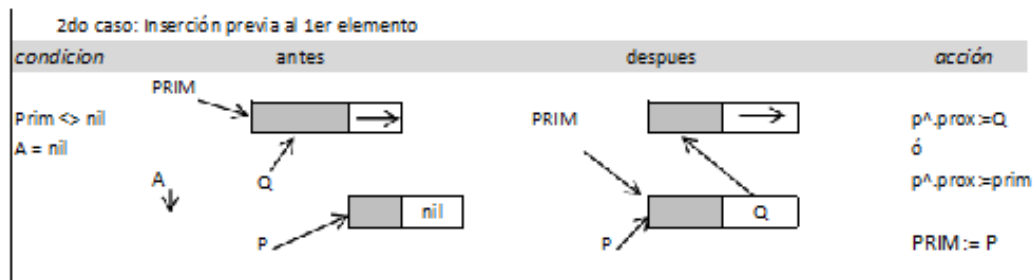 2do caso: Inserción previa al 1er elemento
condicion antes despues acción
PRIM
Prim <> nil PRIM p^.prox:=Q
A = nil ó
A Q p^.prox:=prim
nil Q
P P PRIM := P